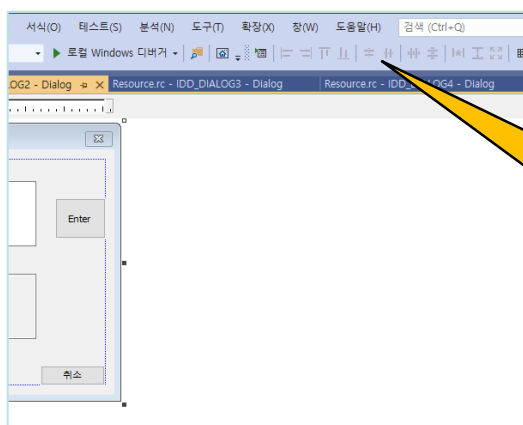 서식(O) 테스트(S) 분석(N) 도구(T) 확장(X) 창(W) 도움말(H) 검색 (Ctrl+Q)
로컬 Windows 디버거
LOG2 - Dialog Resource.rc - IDD_DIALOG3 - Dialog Resource.rc - IDD_DIALOG4 - Dialog
Enter
취소